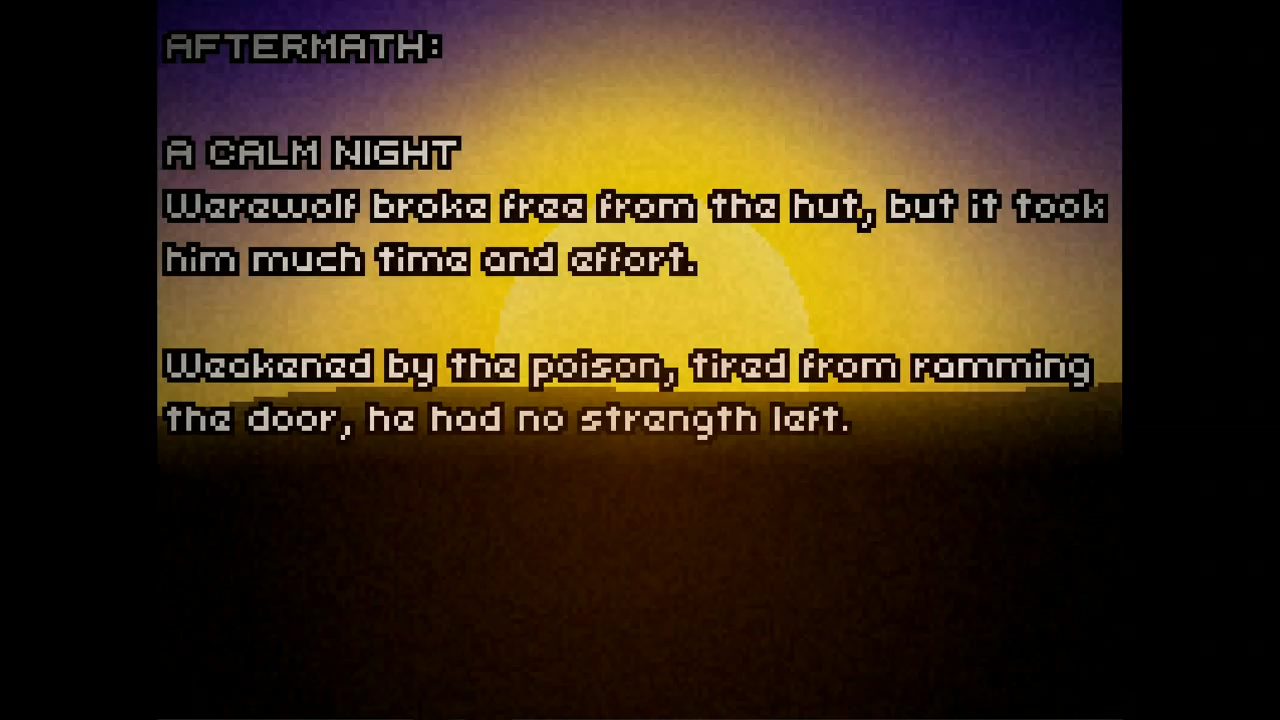 AFTERMATH:
A CALM NIGHT
Werewolf broke free from the hut, but it took
him much time and effort.
Weakened by the poison, tired from ramming
the door, he had no strength left.